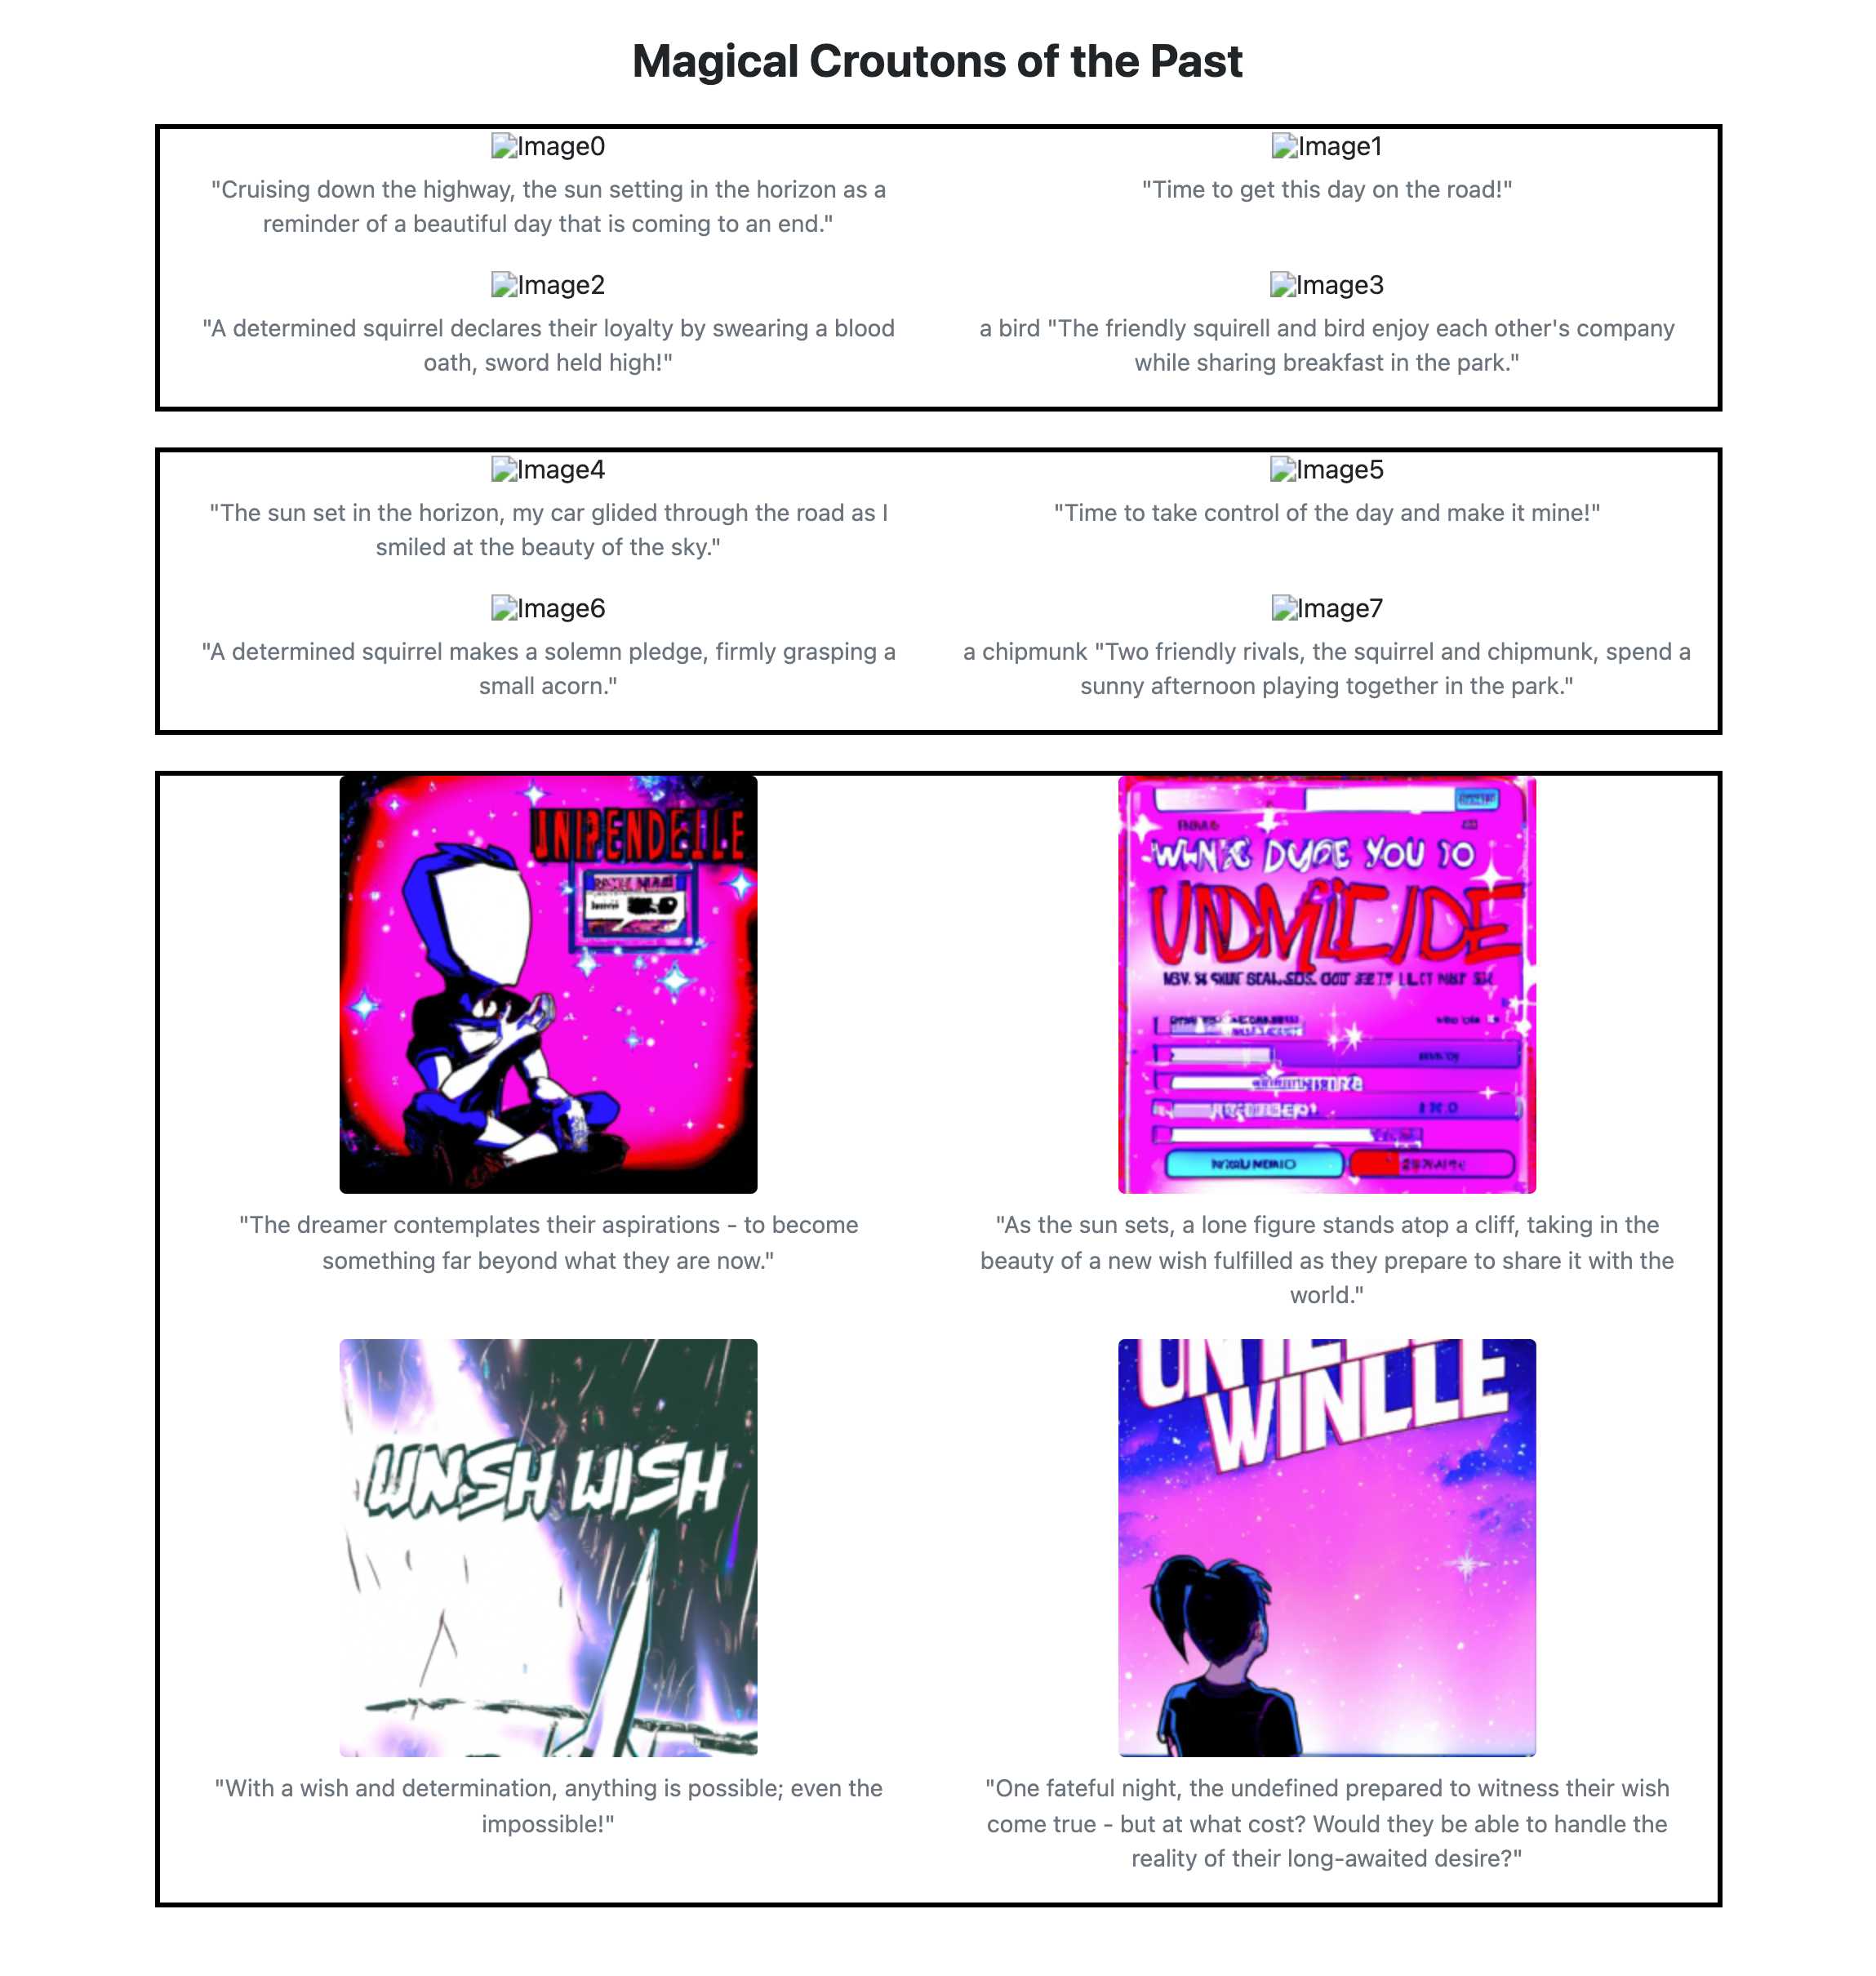 Magical Croutons of the Past
Image0
"Cruising down the highway, the sun setting in the horizon as a
reminder of a beautiful day that is coming to an end."
Image1
"Time to get this day on the road!"
Image2
"A determined squirrel declares their loyalty by swearing a blood
oath, sword held high!"
Image3
a bird "The friendly squirell and bird enjoy each other's company
while sharing breakfast in the park."
Image4
"The sun set in the horizon, my car glided through the road as I
smiled at the beauty of the sky."
Image5
"Time to take control of the day and make it mine!"
Image6
"A determined squirrel makes a solemn pledge, firmly grasping a
small acorn."
Image7
a chipmunk "Two friendly rivals, the squirrel and chipmunk, spend a
sunny afternoon playing together in the park."
UNIPENDELLE
"The dreamer contemplates their aspirations - to become
something far beyond what they are now."
YOU
"As the sun sets, a lone figure stands atop a cliff, taking in the
beauty of a new wish fulfilled as they prepare to share it with the
world."
WNSH WISH
"With a wish and determination, anything is possible; even the
impossible!"
WINLLE
"One fateful night, the undefined prepared to witness their wish
come true - but at what cost? Would they be able to handle the
reality of their long-awaited desire?"